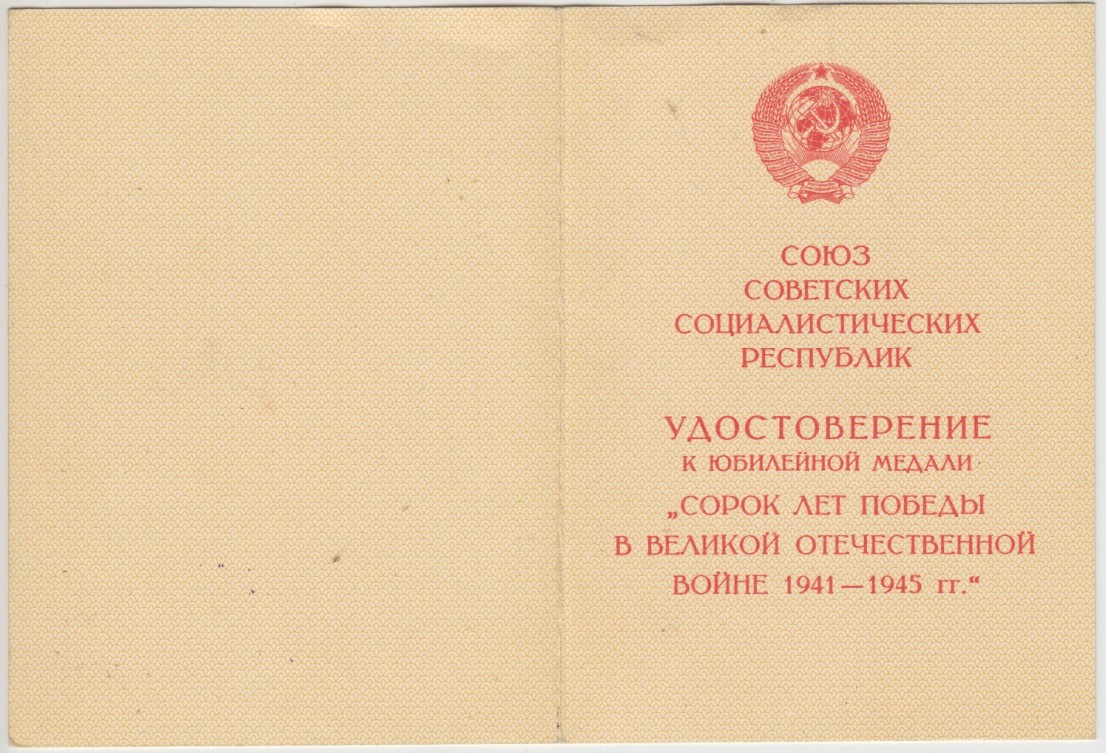 СОЮЗ
СОВЕТСКИХ
СОЦИАЛИСТИЧЕСКИХ
РЕСПУБЛИК
УДОСТОВЕРЕНИЕ
К ЮБИЛЕЙНОЙ МЕДАЛИ
„СОРОК ЛЕТ ПОБЕДЫ
В ВЕЛИКОЙ ОТЕЧЕСТВЕННОЙ
ВОЙНЕ 1941—1945 гг.“